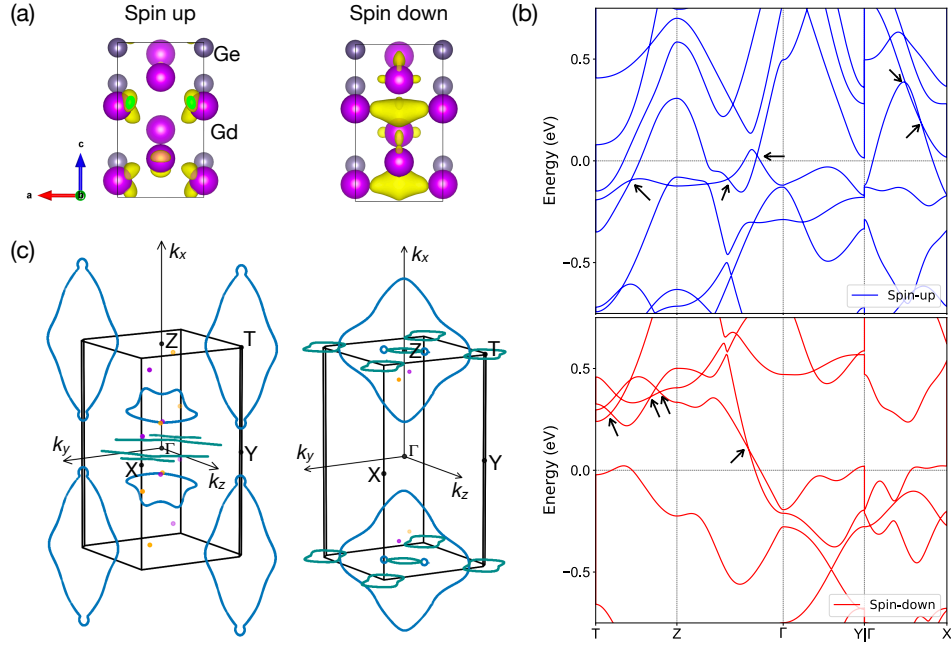 (a)
Spin up
Spin down
Ge
Gd
c
a
(b)
Energy (eV)
0.5
0.0
−0.5
Spin-up
Energy (eV)
0.5
0.0
−0.5
Spin-down
T
Z
Γ
Y|Γ
X
(c)
kx
Z
T
ky
Γ
X
Y
kz
kx
Z
T
ky
Γ
X
Y
kz